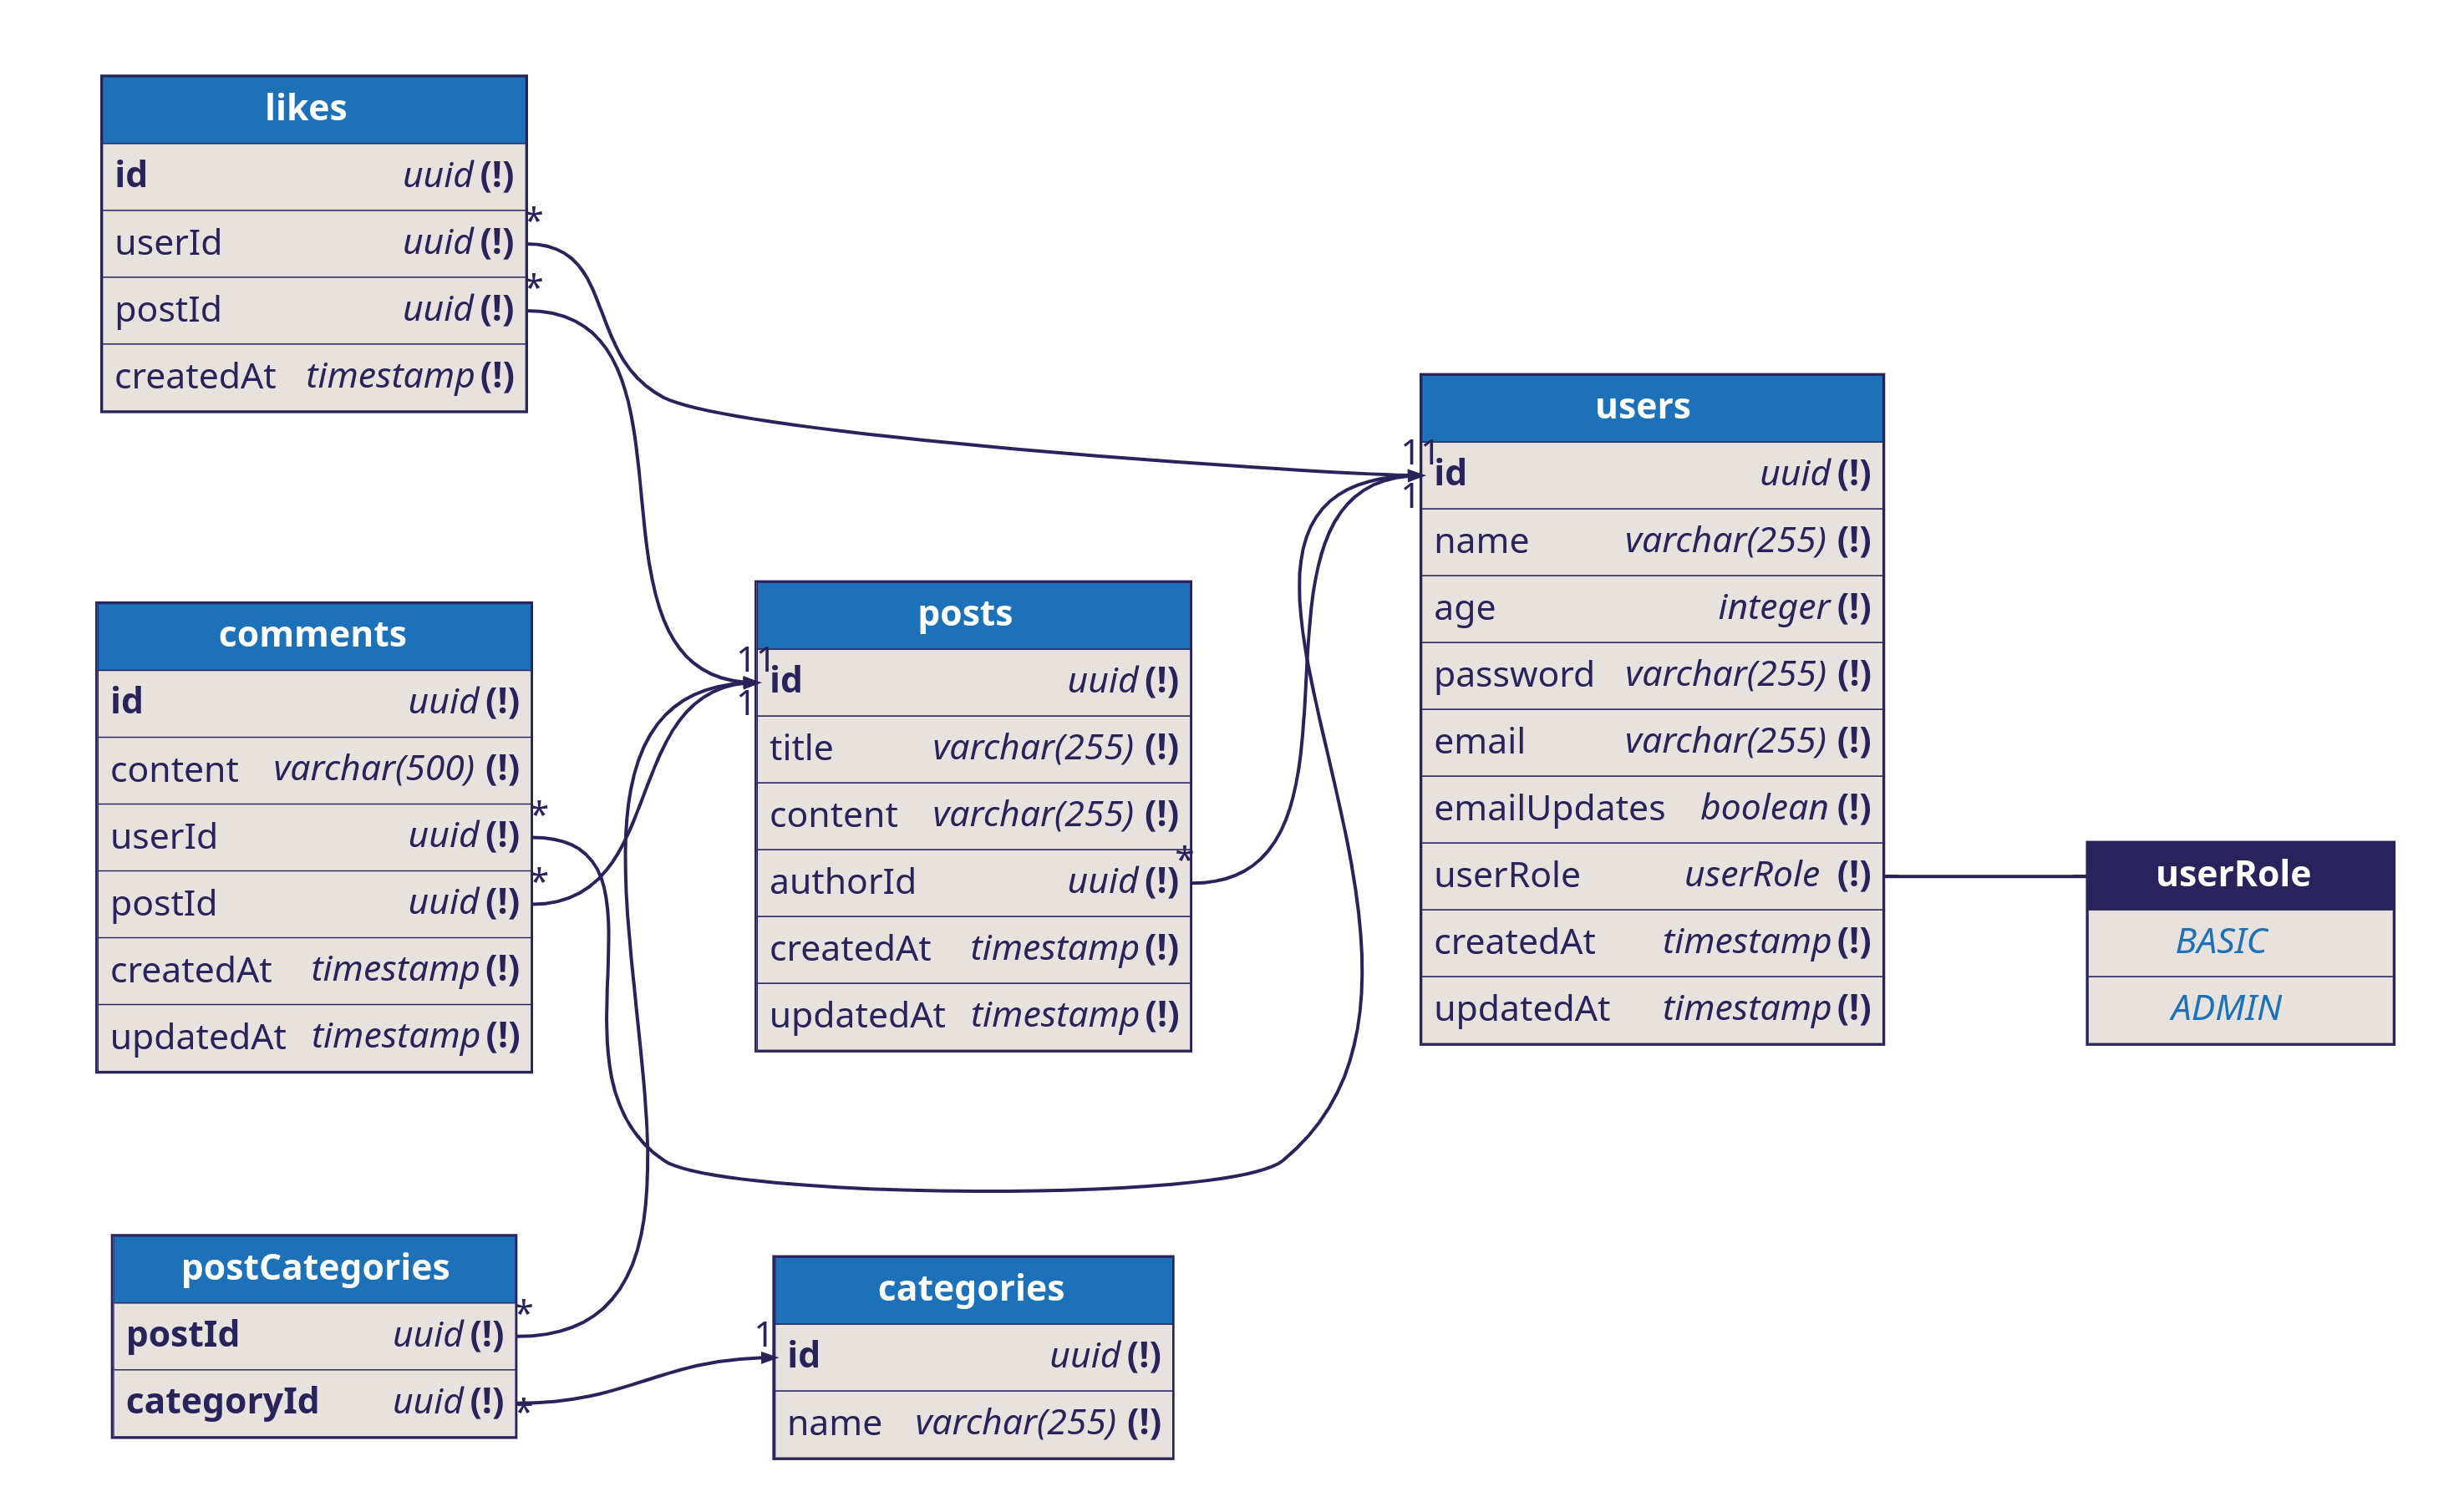 likes
id uuid (!)
*
userId uuid (!)
*
postId uuid (!)
createdAt timestamp (!)
users
11
id uuid (!)
1
name varchar(255) (!)
age integer (!)
password varchar(255) (!)
email varchar(255) (!)
emailUpdates boolean (!)
userRole userRole (!)
createdAt timestamp (!)
updatedAt timestamp (!)
comments
id uuid (!)
content varchar(500) (!)
*
userId uuid (!)
*
postId uuid (!)
createdAt timestamp (!)
updatedAt timestamp (!)
posts
11
id uuid (!)
1
title varchar(255) (!)
content varchar(255) (!)
*
authorId uuid (!)
createdAt timestamp (!)
updatedAt timestamp (!)
userRole
BASIC
ADMIN
postCategories
*
postId uuid (!)
categoryId uuid (!)
*
categories
1
id uuid (!)
name varchar(255) (!)